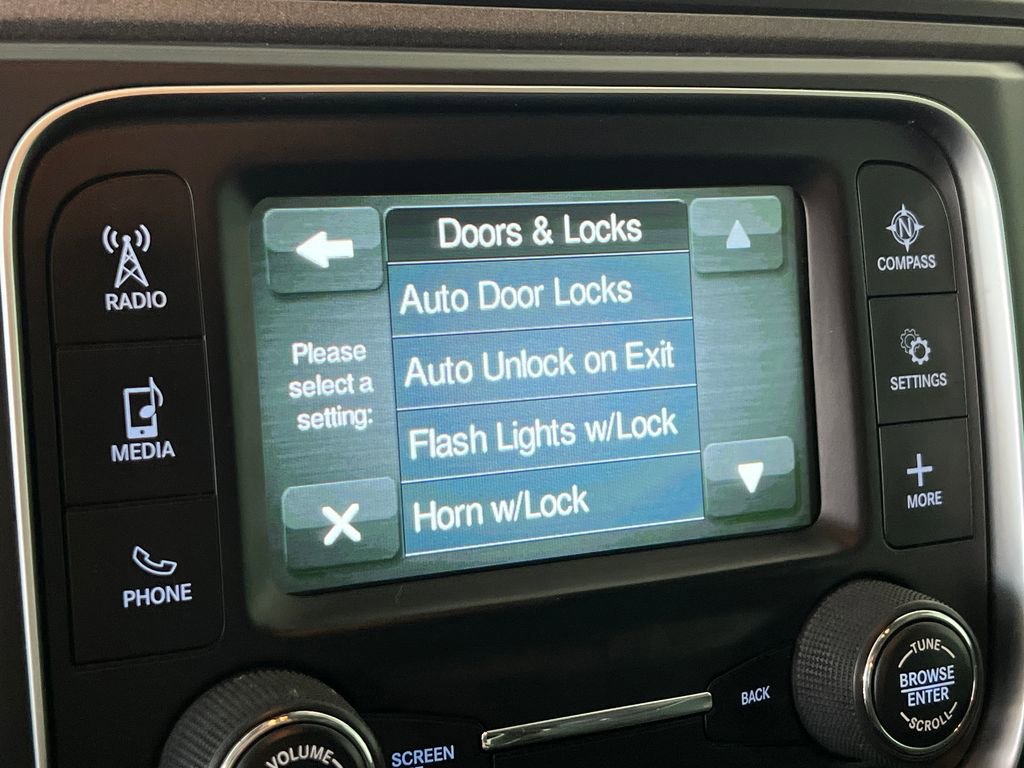 RADIO
MEDIA
PHONE
Doors & Locks
Auto Door Locks
Auto Unlock on Exit
Flash Lights w/Lock
Horn w/Lock
Please
select a
setting:
N
COMPASS
SETTINGS
MORE
VOLUME
SCREEN
BACK
TUNE
BROWSE
ENTER
SCROLL